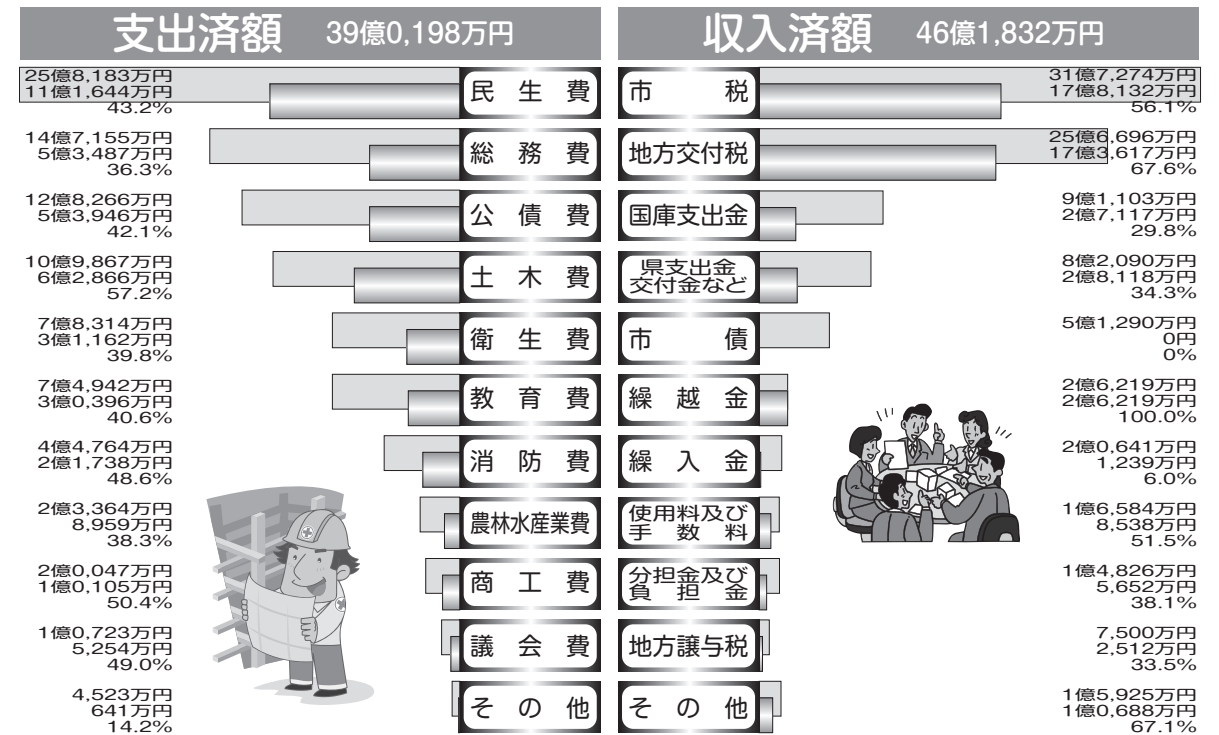 支出済額 39億0,198万円
25億8,183万円
11億1,644万円
43.2%
民生費
14億7,155万円
5億3,487万円
36.3%
総務費
12億8,266万円
5億3,946万円
42.1%
公債費
10億9,867万円
6億2,866万円
57.2%
土木費
7億8,314万円
3億1,162万円
39.8%
衛生費
7億4,942万円
3億0,396万円
40.6%
教育費
4億4,764万円
2億1,738万円
48.6%
消防費
2億3,364万円
8,959万円
38.3%
農林水産業費
2億0,047万円
1億0,105万円
50.4%
商工費
1億0,723万円
5,254万円
49.0%
議会費
4,523万円
641万円
14.2%
その他
収入済額 46億1,832万円
市税
31億7,274万円
17億8,132万円
56.1%
地方交付税
25億6,696万円
17億3,617万円
67.6%
国庫支出金
9億1,103万円
2億7,117万円
29.8%
県支出金
交付金など
8億2,090万円
2億8,118万円
34.3%
市債
5億1,290万円
0円
0%
繰越金
2億6,219万円
2億6,219万円
100.0%
繰入金
2億0,641万円
1,239万円
6.0%
使用料及び
手数料
1億6,584万円
8,538万円
51.5%
分担金及び
負担金
1億4,826万円
5,652万円
38.1%
地方譲与税
7,500万円
2,512万円
33.5%
その他
1億5,925万円
1億0,688万円
67.1%